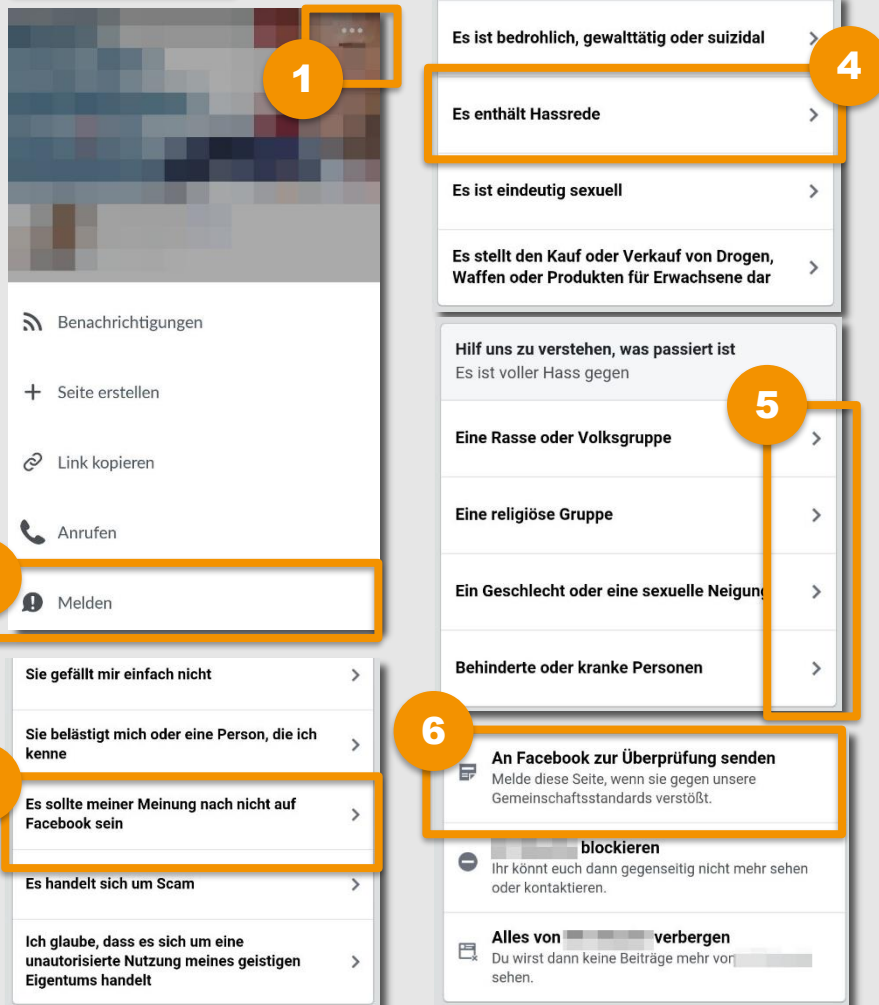 1
Benachrichtigungen
Seite erstellen
Link kopieren
Anrufen
Melden
Sie gefällt mir einfach nicht
Sie belästigt mich oder eine Person, die ich
kenne
Es sollte meiner Meinung nach nicht auf
Facebook sein
Es handelt sich um Scam
Ich glaube, dass es sich um eine
unautorisierte Nutzung meines geistigen
Eigentums handelt
Es ist bedrohlich, gewalttätig oder suizidal
4
Es enthält Hassrede
Es ist eindeutig sexuell
Es stellt den Kauf oder Verkauf von Drogen,
Waffen oder Produkten für Erwachsene dar
Hilf uns zu verstehen, was passiert ist
Es ist voller Hass gegen
5
Eine Rasse oder Volksgruppe
Eine religiöse Gruppe
Ein Geschlecht oder eine sexuelle Neigung
Behinderte oder kranke Personen
6
An Facebook zur Überprüfung senden
Melde diese Seite, wenn sie gegen unsere
Gemeinschaftsstandards verstößt.
blockieren
Ihr könnt euch dann gegenseitig nicht mehr sehen
oder kontaktieren.
Alles von verbergen
Du wirst dann keine Beiträge mehr von
sehen.